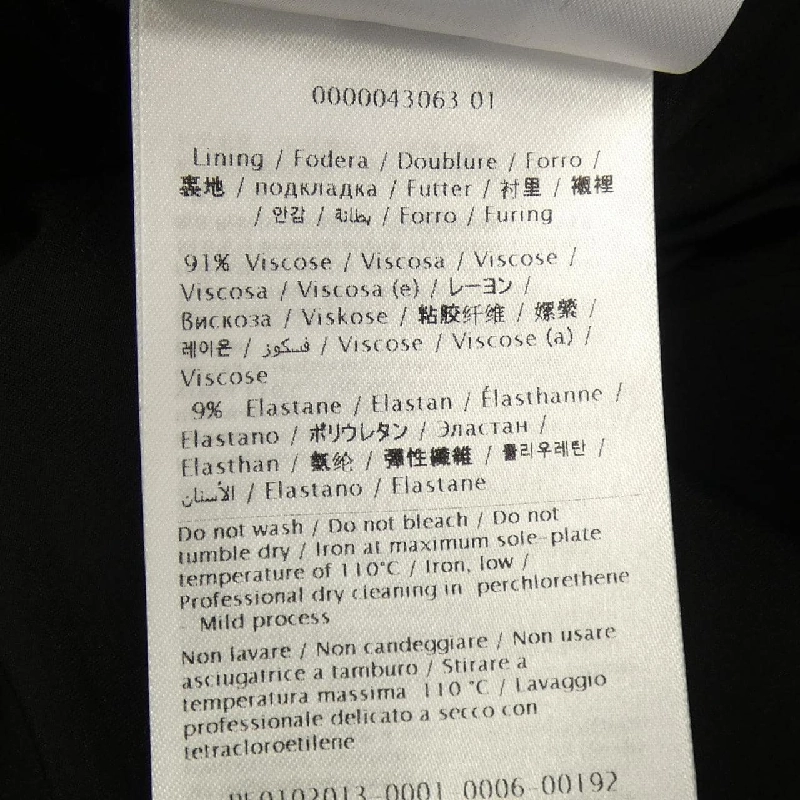 0000043063 01
Lining / Fodera / Doublure / Forro /
裏地 / подкладка / Futter / 衬里 / 襯裡
/ 안감 / بطانة / Forro / Furing
91% Viscose / Viscosa / Viscose /
Viscosa / Viscosa (e) / レーヨン /
Вискоза / Viskose / 粘胶纤维 / 嫘縈 /
레이온 / فسكوز / Viscose / Viscose (a) /
Viscose
9% Elastane / Elastan / Élasthanne /
Elastano / ポリウレタン / Эластан /
Elasthan / 氨纶 / 彈性纖維 / 폴리우레탄 /
الأستان / Elastano / Elastane
Do not wash / Do not bleach / Do not
tumble dry / Iron at maximum sole-plate
temperature of 110°C / Iron, low /
Professional dry cleaning in perchlorethene
- Mild process
Non lavare / Non candeggiare / Non usare
asciugatrice a tamburo / Stirare a
temperatura massima 110 °C / Lavaggio
professionale delicato a secco con
tetracloroetilene
0001 0006-00192